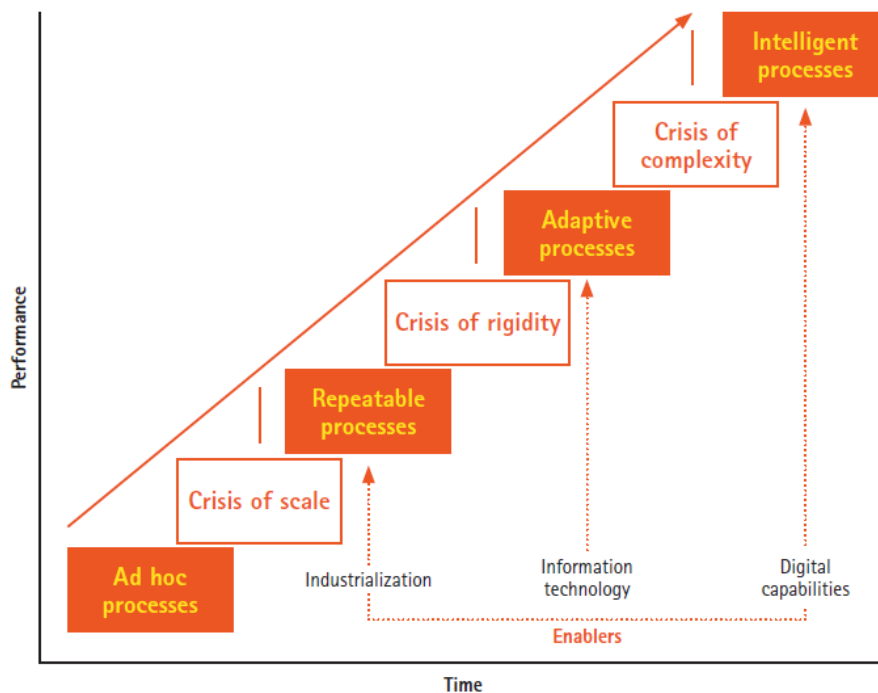 Intelligent
processes
Crisis of
complexity
Adaptive
processes
Crisis of rigidity
Repeatable
processes
Crisis of scale
Ad hoc
processes
Industrialization
Information
technology
Digital
capabilities
Enablers
Performance
Time